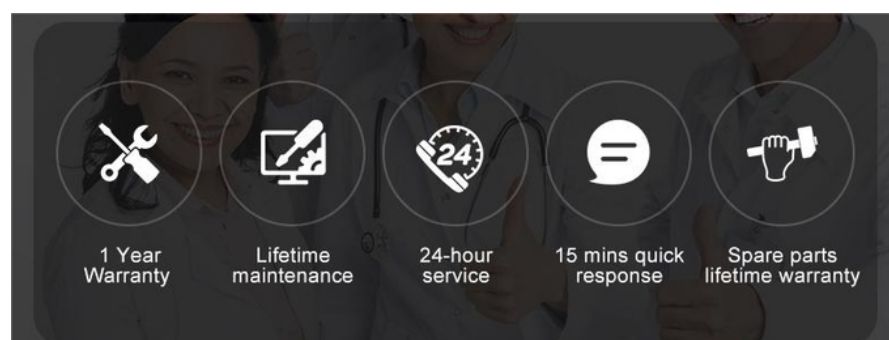 24
1 Year
Warranty
Lifetime
maintenance
24-hour
service
15 mins quick
response
Spare parts
lifetime warranty